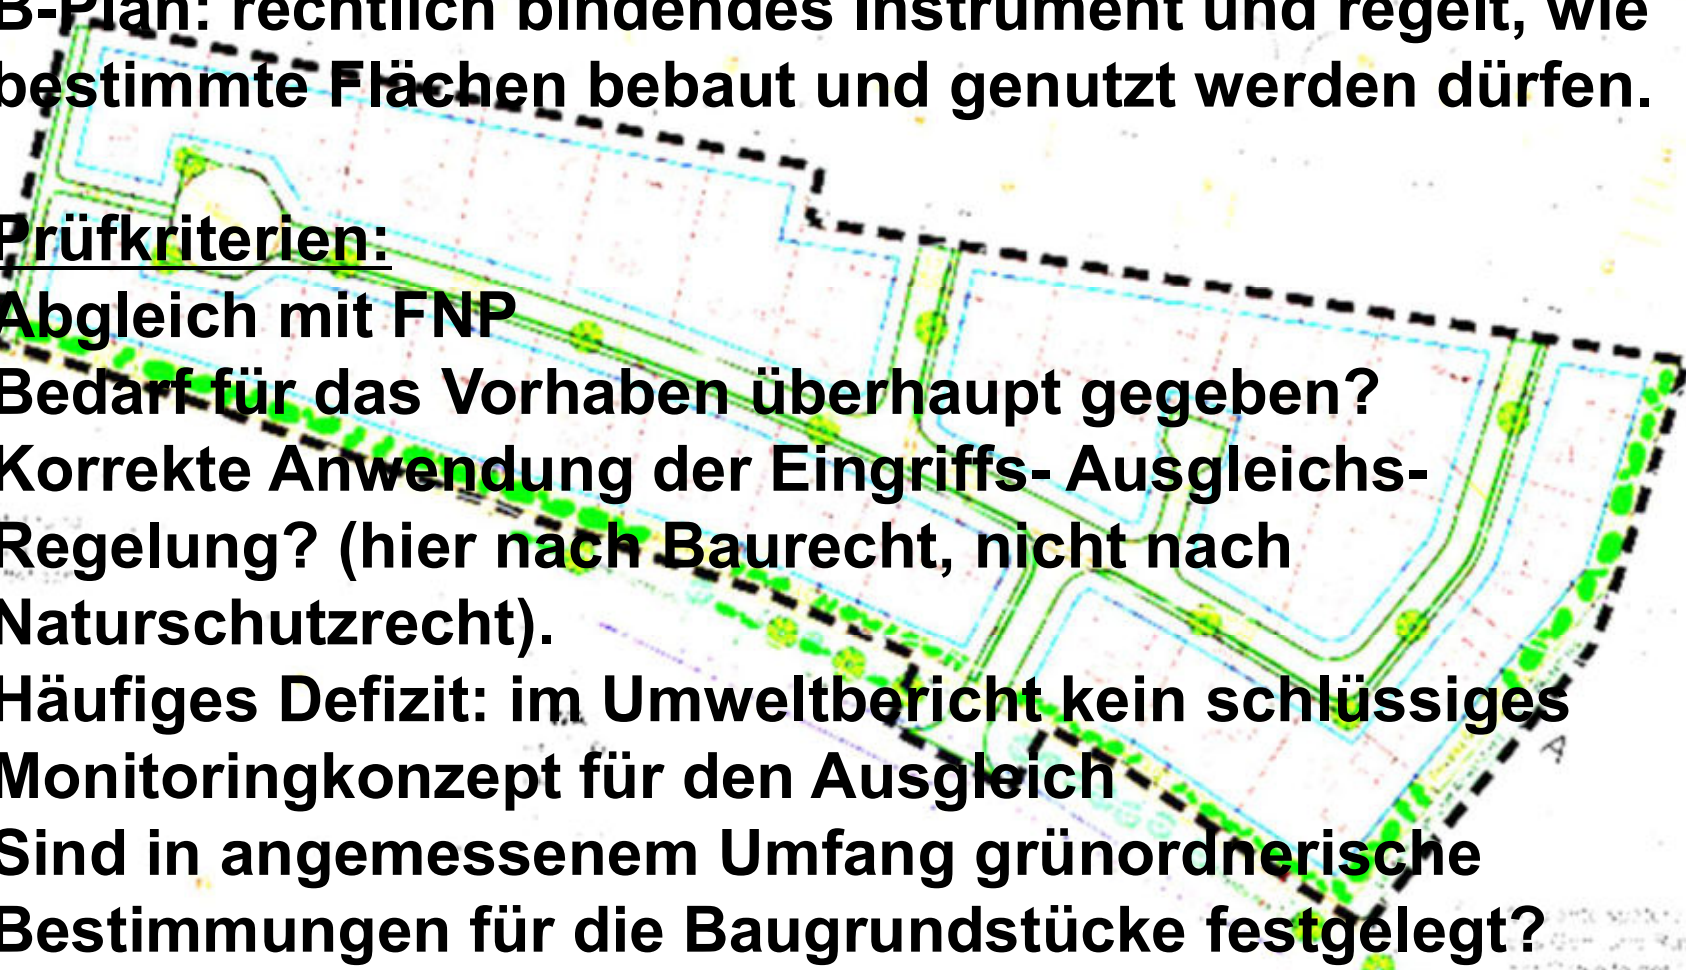 B-Plan: rechtlich bindendes Instrument und regelt, wie
bestimmte Flächen bebaut und genutzt werden dürfen.
Prüfkriterien:
Abgleich mit FNP
Bedarf für das Vorhaben überhaupt gegeben?
Korrekte Anwendung der Eingriffs- Ausgleichs-
Regelung? (hier nach Baurecht, nicht nach
Naturschutzrecht).
Häufiges Defizit: im Umweltbericht kein schlüssiges
Monitoringkonzept für den Ausgleich
A
Sind in angemessenem Umfang grünordnerische
Bestimmungen für die Baugrundstücke festgelegt?